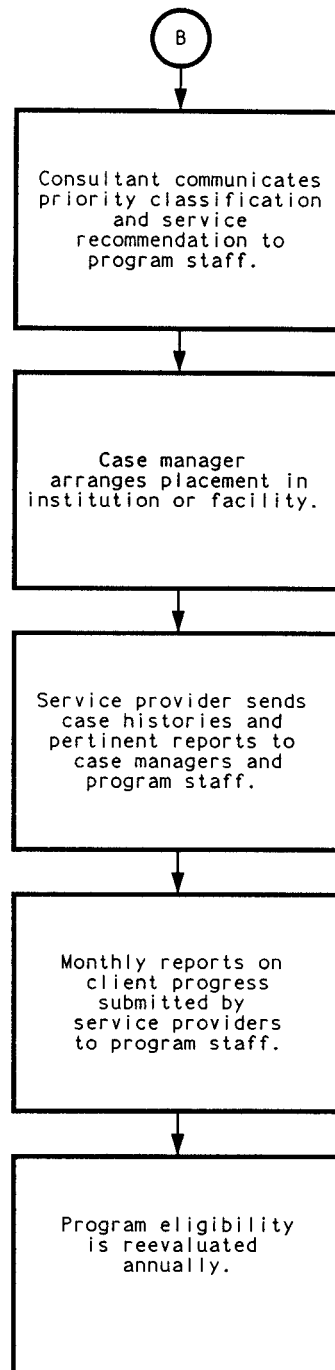 B
Consultant communicates
priority classification
and service
recommendation to
program staff.
Case manager
arranges placement in
institution or facility.
Service provider sends
case histories and
pertinent reports to
case managers and
program staff.
Monthly reports on
client progress
submitted by
service providers
to program staff.
Program eligibility
is reevaluated
annually.